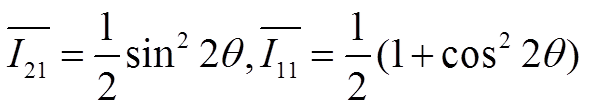 $\overline{I_{21}} = \frac{1}{2}\sin^2 2\theta, \overline{I_{11}} = \frac{1}{2}(1+\cos^2 2\theta)$